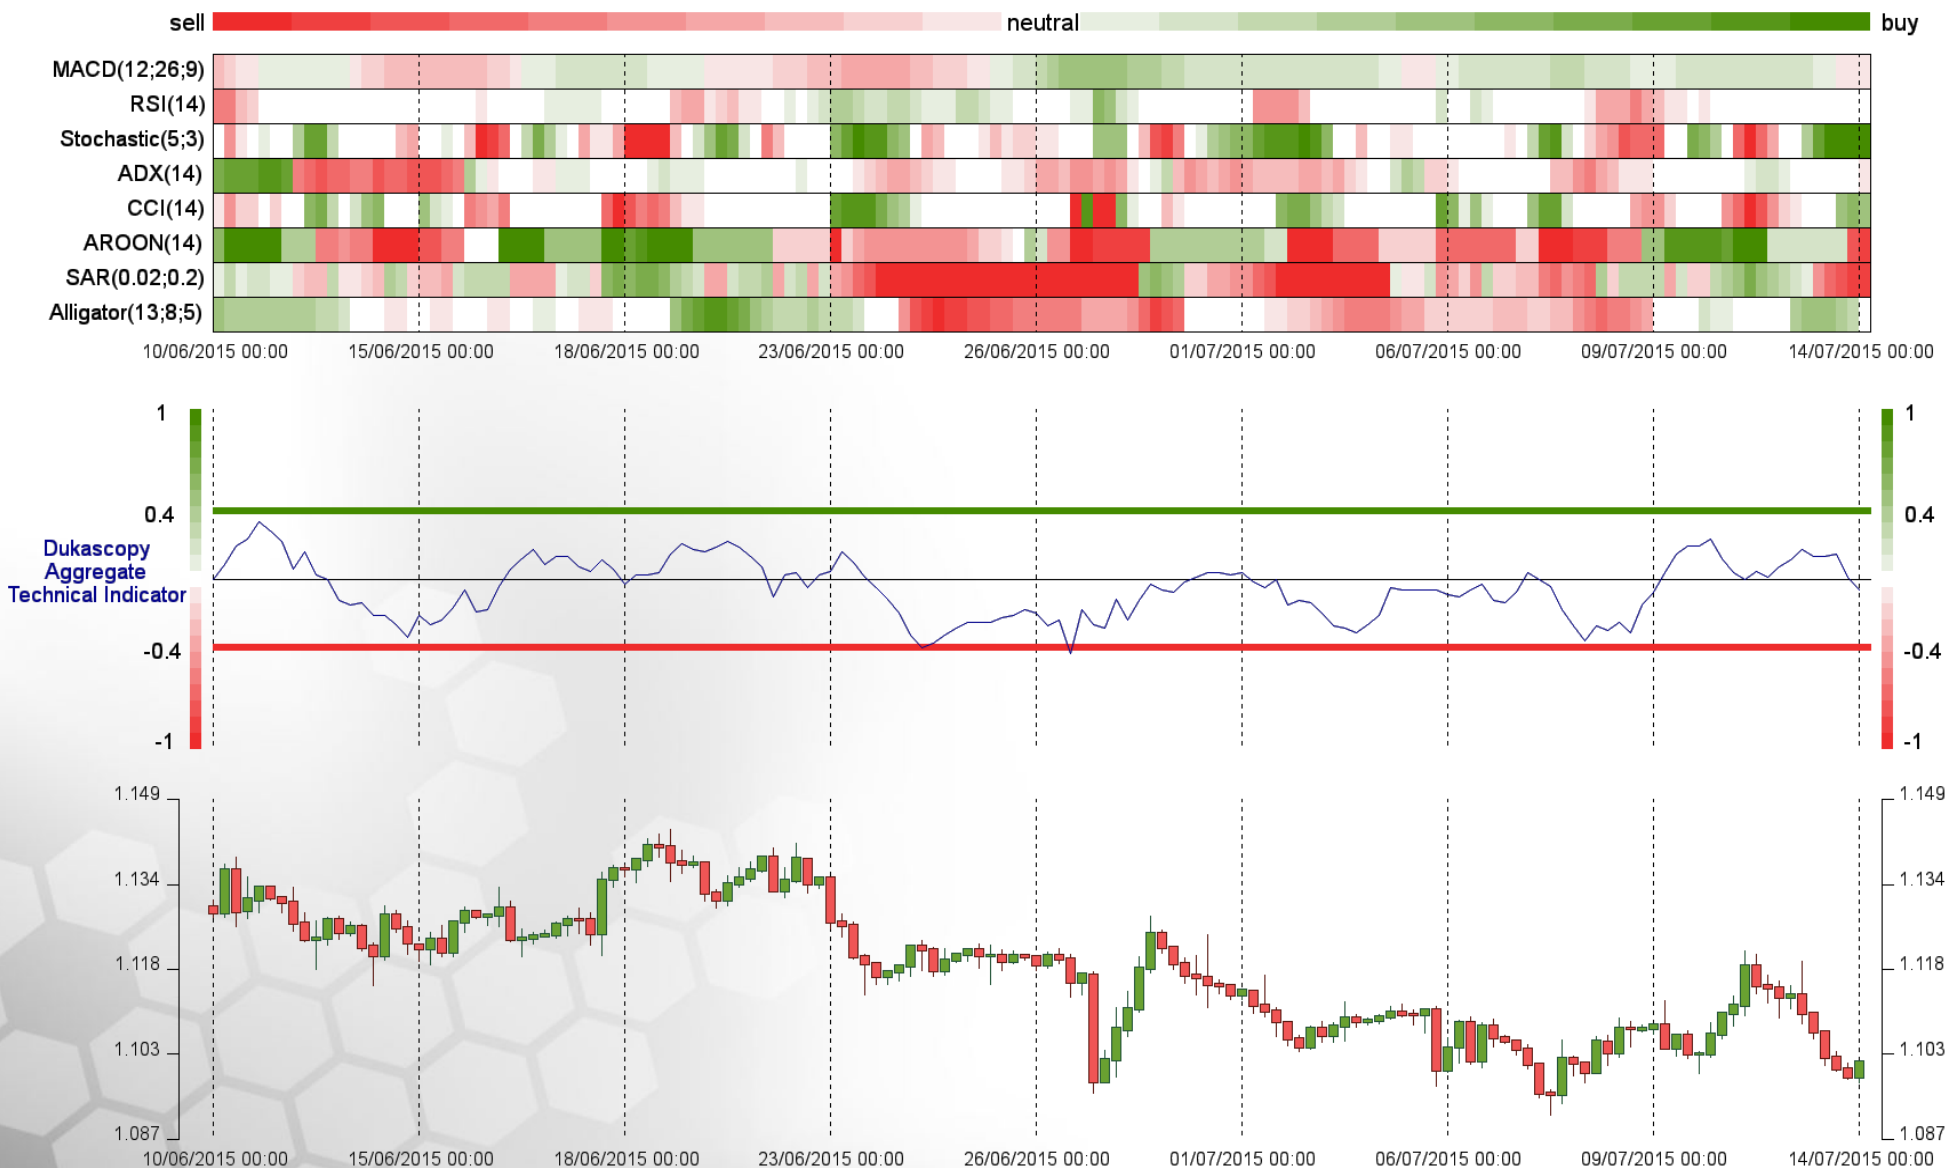 sell neutral buy
MACD(12;26;9)
RSI(14)
Stochastic(5;3)
ADX(14)
CCI(14)
AROON(14)
SAR(0.02;0.2)
Alligator(13;8;5)
10/06/2015 00:00 15/06/2015 00:00 18/06/2015 00:00 23/06/2015 00:00 26/06/2015 00:00 01/07/2015 00:00 06/07/2015 00:00 09/07/2015 00:00 14/07/2015 00:00
1 1
0.4 0.4
Dukascopy
Aggregate
Technical Indicator
-0.4 -0.4
-1 -1
1.149 1.149
1.134 1.134
1.118 1.118
1.103 1.103
1.087 1.087
10/06/2015 00:00 15/06/2015 00:00 18/06/2015 00:00 23/06/2015 00:00 26/06/2015 00:00 01/07/2015 00:00 06/07/2015 00:00 09/07/2015 00:00 14/07/2015 00:00